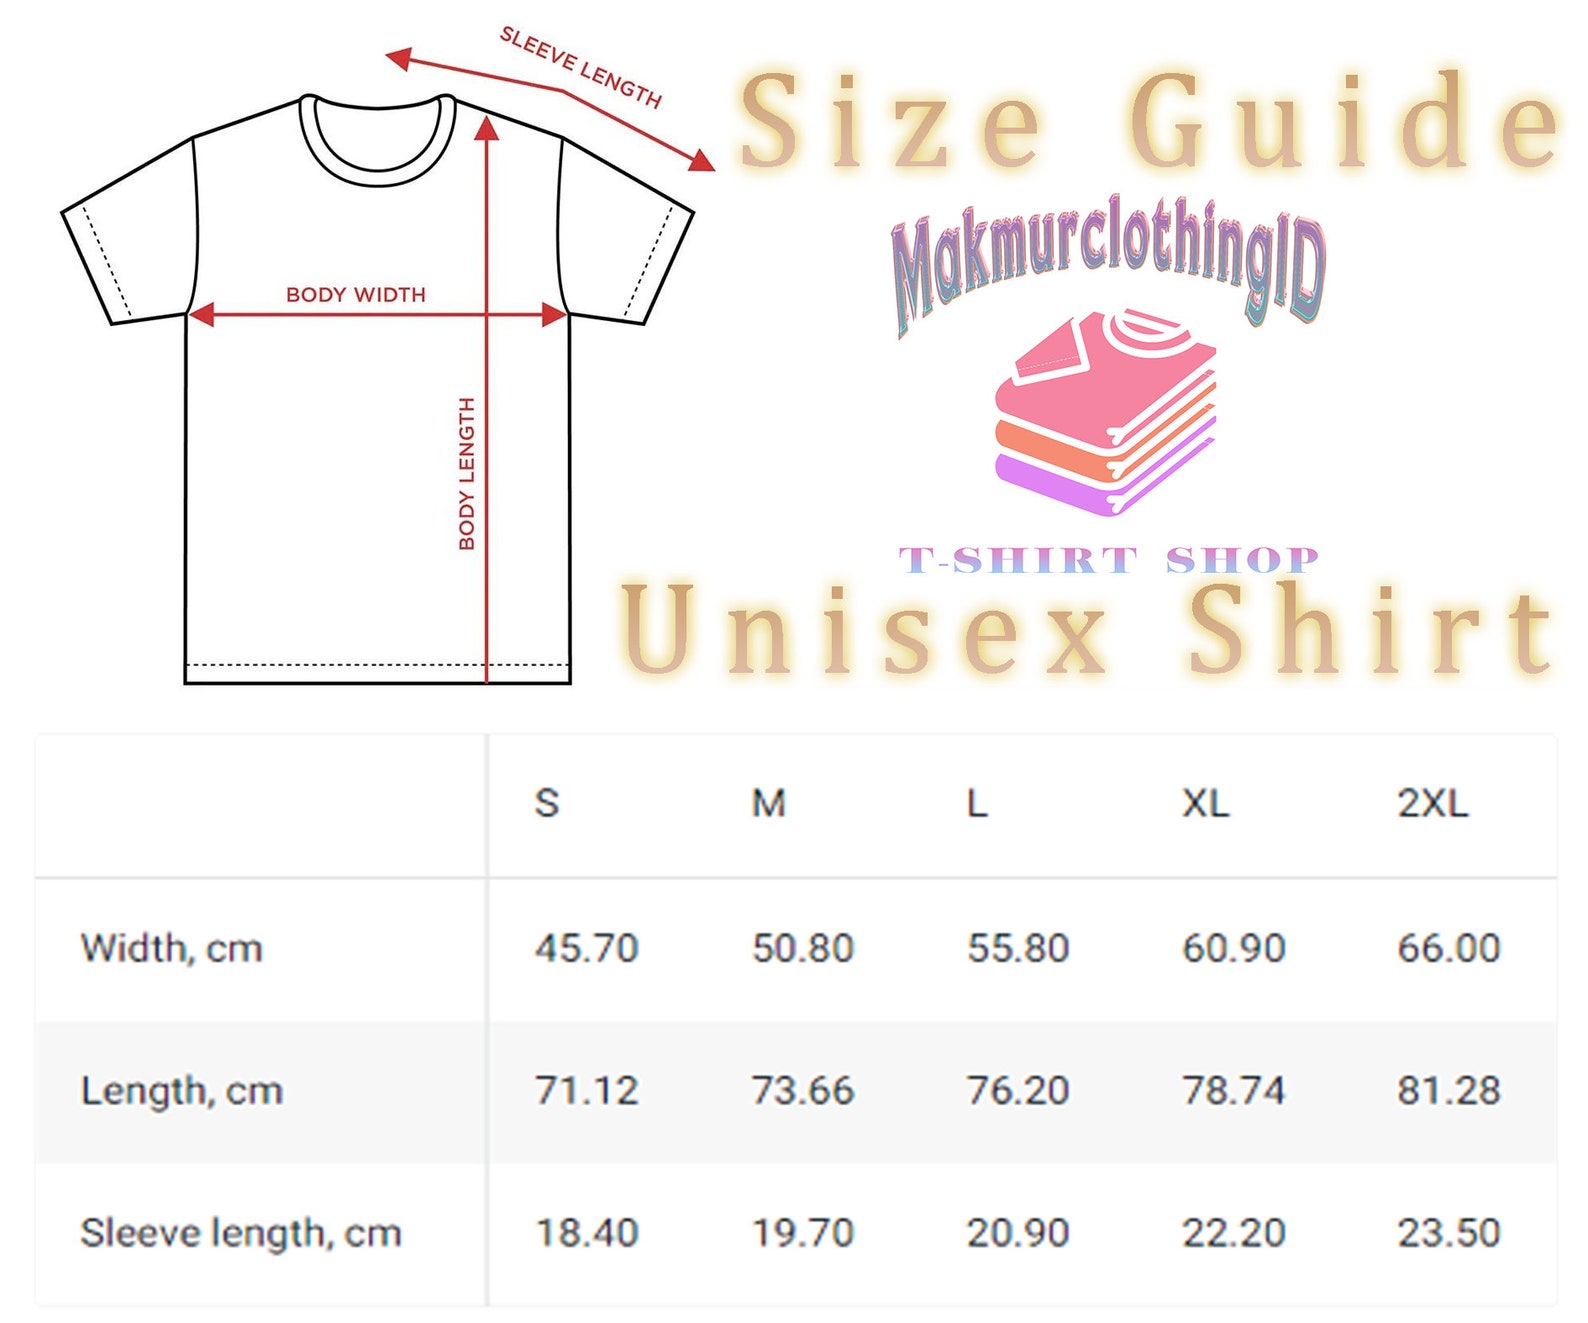 SLEEVE LENGTH
Size Guide
MakmurclothingID
BODY WIDTH
BODY LENGTH
T-SHIRT SHOP
Unisex Shirt
S M L XL 2XL
Width, cm 45.70 50.80 55.80 60.90 66.00
Length, cm 71.12 73.66 76.20 78.74 81.28
Sleeve length, cm 18.40 19.70 20.90 22.20 23.50